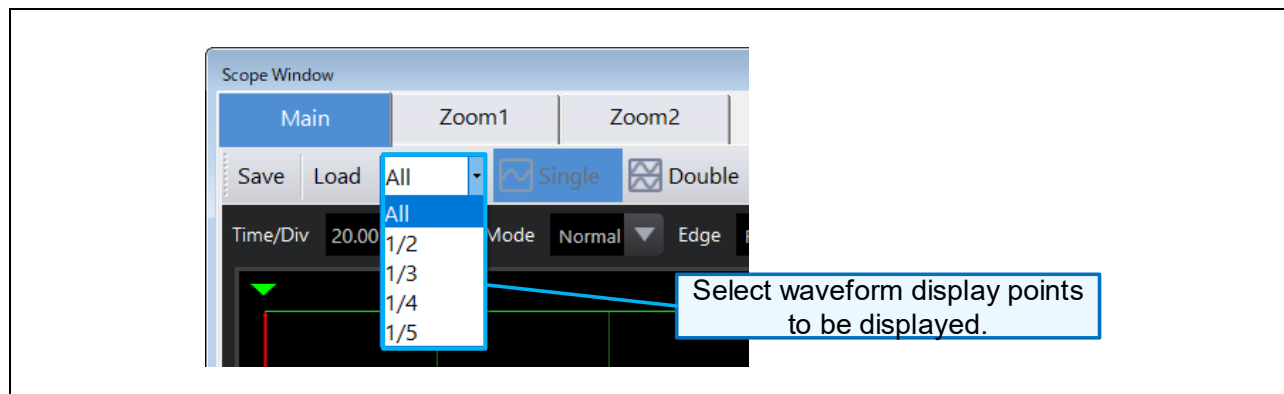 Scope Window
Main Zoom1 Zoom2
Save Load All Single Double
All
Time/Div 20.00 Mode Normal Edge
1/2
1/3
1/4
1/5
Select waveform display points
to be displayed.